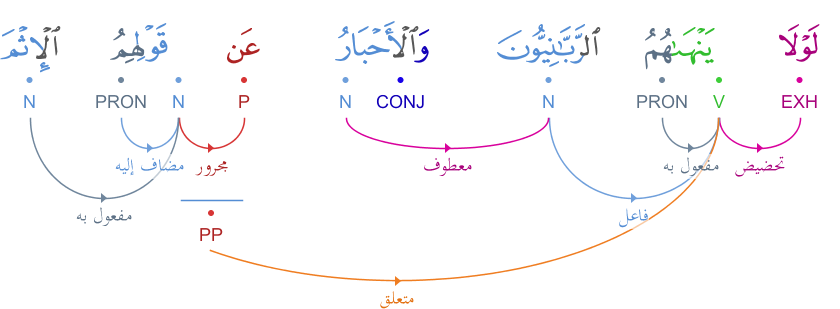 لَوْلَا يَنْهَىٰهُمُ ٱلرَّبَّٰنِيُّونَ وَٱلْأَحْبَارُ عَن قَوْلِهِمُ ٱلْإِثْمَ
EXH V PRON N CONJ N P N PRON N
تحضيض مفعول به معطوف مجرور مضاف إليه
فاعل مفعول به
PP
متعلق